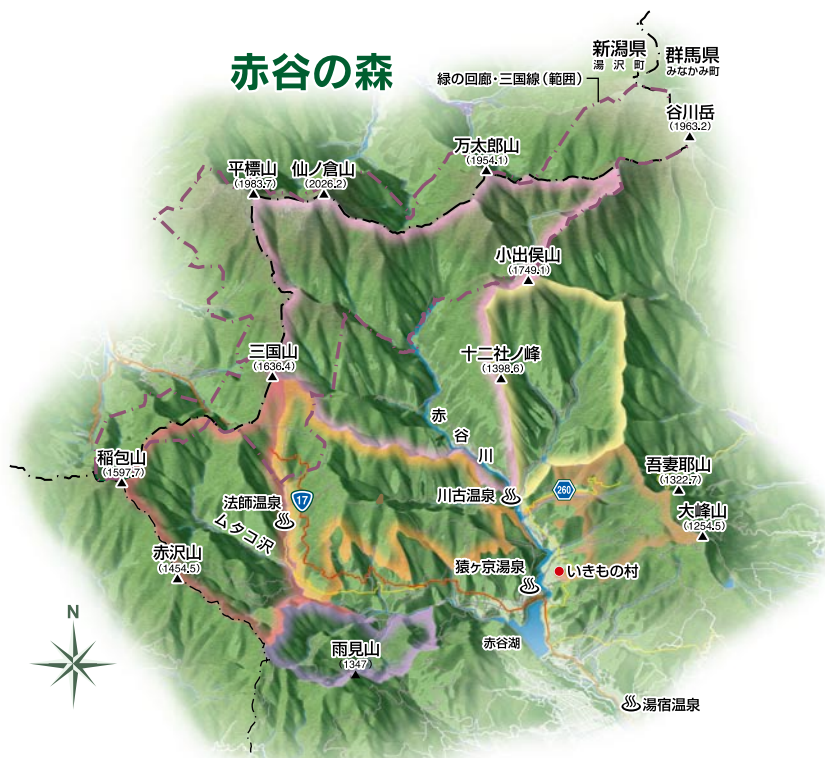 赤谷の森
新潟県
湯沢町
群馬県
みなかみ町
緑の回廊・三国線（範囲）
谷川岳
(1963.2)
万太郎山
(1954.1)
平標山
(1983.7)
仙ノ倉山
(2026.2)
小出俣山
(1749.1)
三国山
(1636.4)
十二社ノ峰
(1398.6)
赤谷川
稲包山
(1597.7)
吾妻耶山
(1322.7)
川古温泉
260
法師温泉
17
大峰山
(1254.5)
ムタコ沢
赤沢山
(1454.5)
猿ヶ京温泉
いきもの村
N
雨見山
(1347)
赤谷湖
湯宿温泉